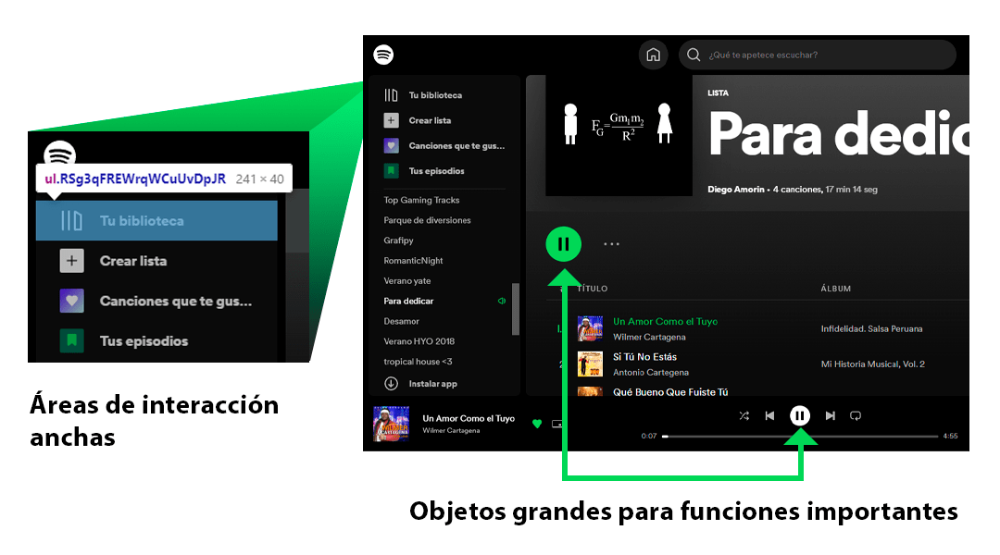 ¿Qué te apetece escuchar?
Tu biblioteca
Crear lista
Canciones que te gus...
Tus episodios
Top Gaming Tracks
Parque de diversiones
Grafipy
RomanticNight
Verano yate
Para dedicar
Desamor
Verano HYO 2018
tropical house <3
Instalar app
F_G = Gm₁m₂ / R²
LISTA
Para dedic
Diego Amorin • 4 canciones, 17 min 14 seg
TÍTULO ÁLBUM
Un Amor Como el Tuyo
Wilmer Cartagena
Infidelidad. Salsa Peruana
Si Tú No Estás
Antonio Cartegena
Mi Historia Musical, Vol. 2
Qué Bueno Que Fuiste Tú
Un Amor Como el Tuyo
Wilmer Cartagena
0:07 4:55
ul.RSg3qFREWrqWCuUvDpJR 241 × 40
Tu biblioteca
Crear lista
Canciones que te gus...
Tus episodios
Áreas de interacción
anchas
Objetos grandes para funciones importantes